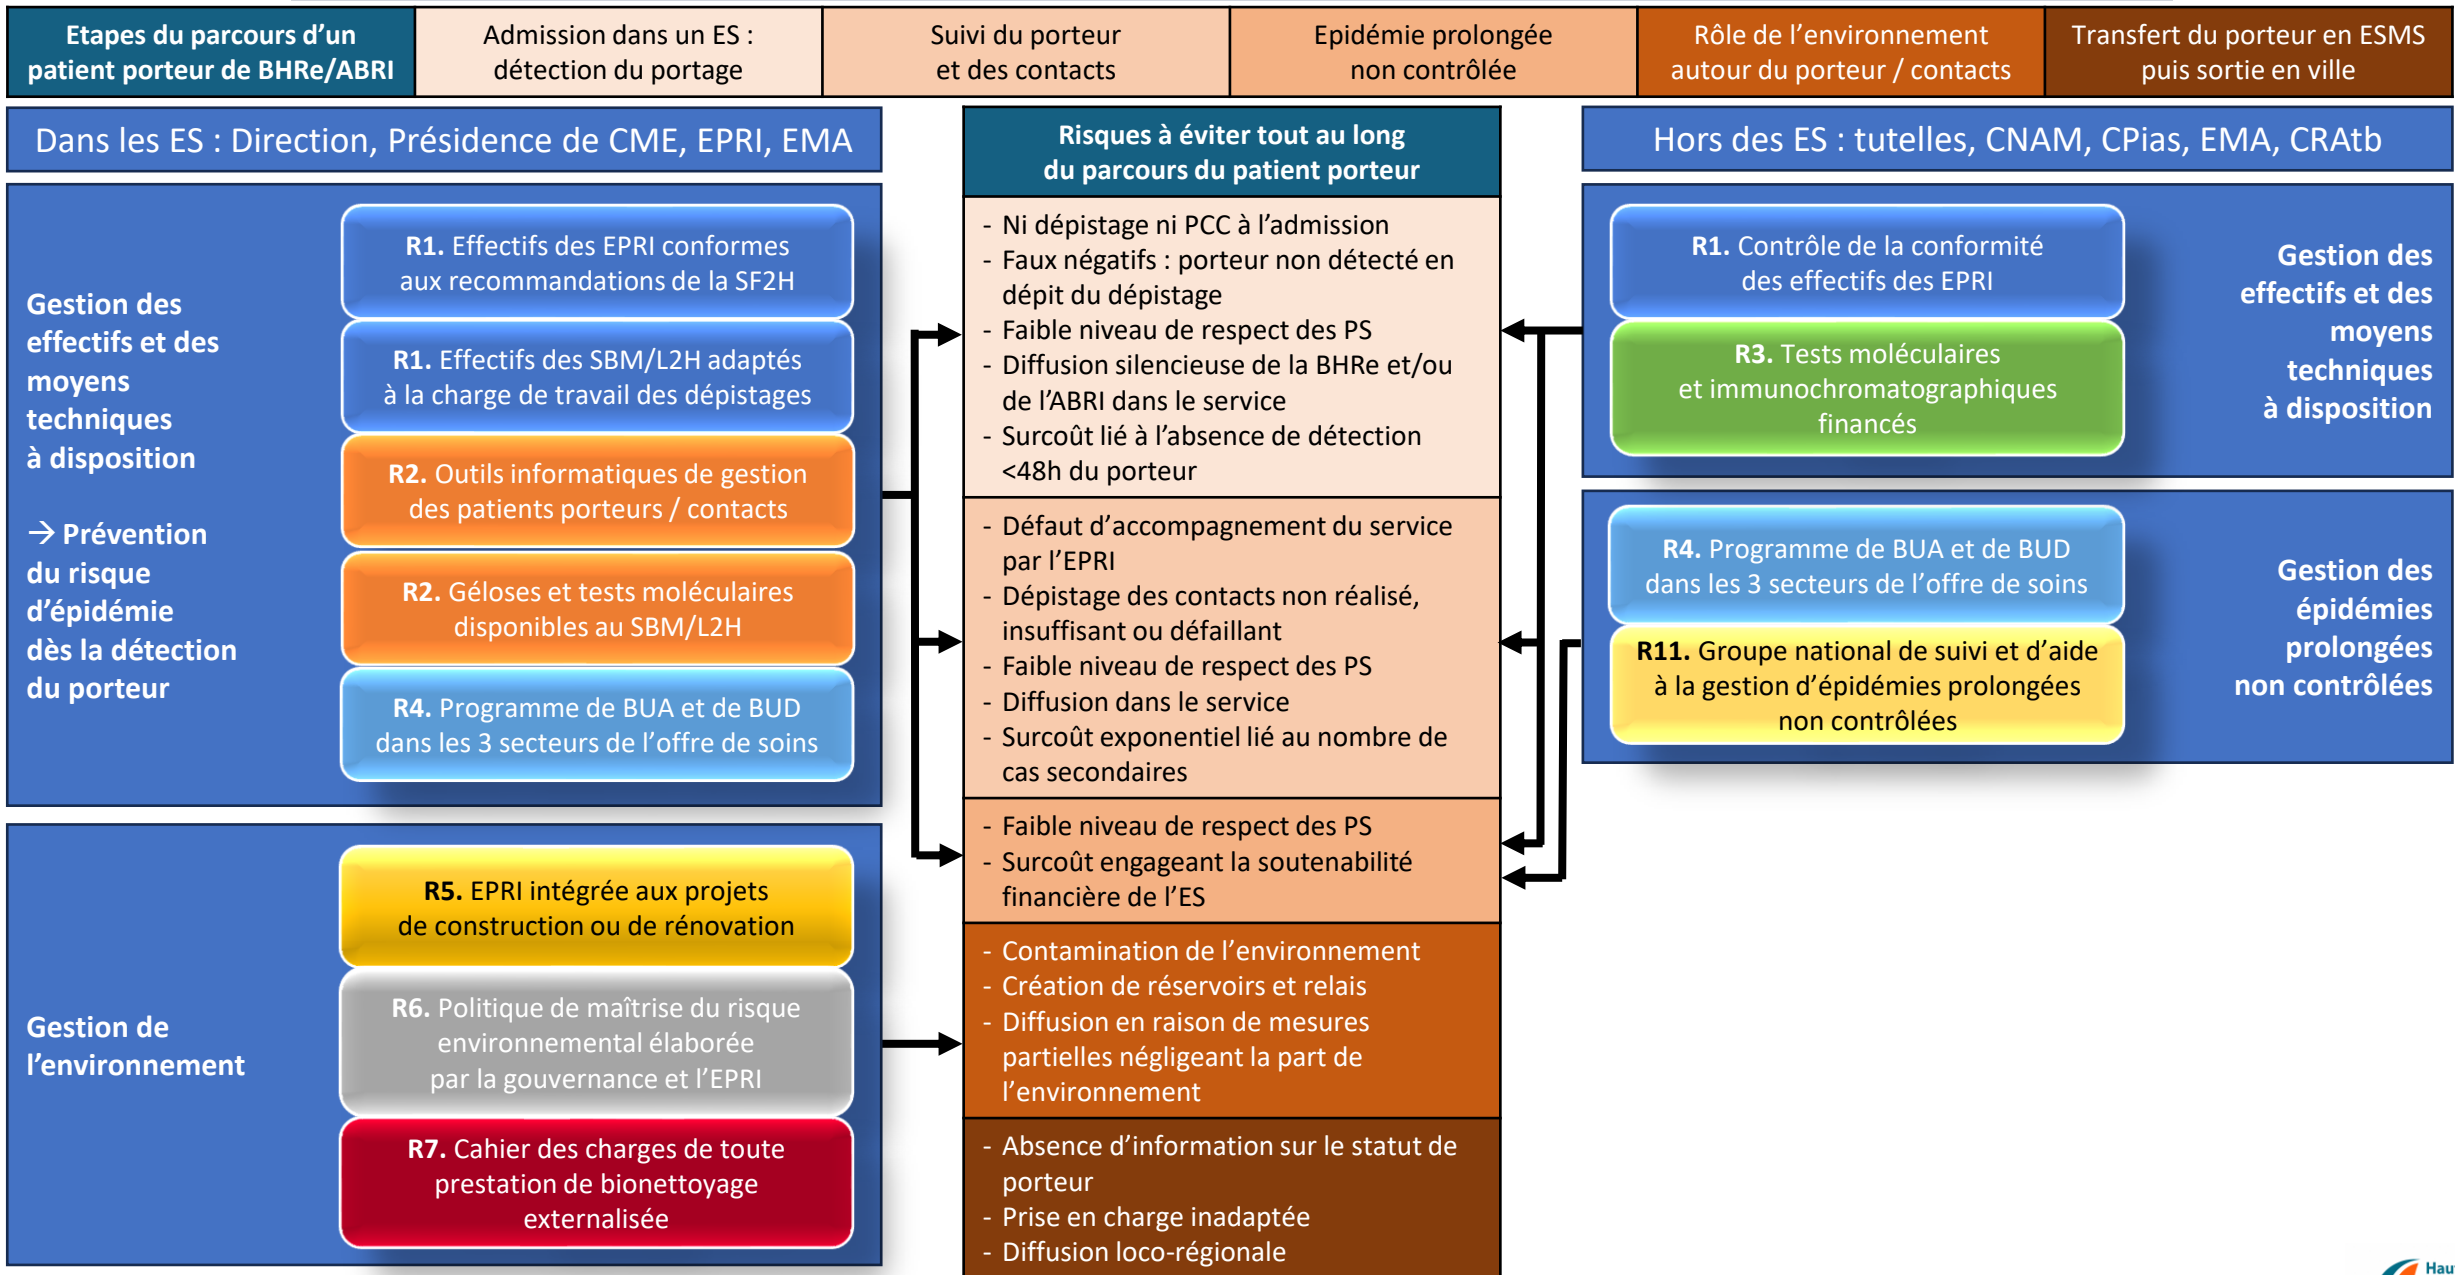 Etapes du parcours d’un
patient porteur de BHRe/ABRI
Admission dans un ES :
détection du portage
Suivi du porteur
et des contacts
Epidémie prolongée
non contrôlée
Rôle de l’environnement
autour du porteur / contacts
Transfert du porteur en ESMS
puis sortie en ville
Dans les ES : Direction, Présidence de CME, EPRI, EMA
Gestion des
effectifs et des
moyens
techniques
à disposition
→ Prévention
du risque
d’épidémie
dès la détection
du porteur
R1. Effectifs des EPRI conformes
aux recommandations de la SF2H
R1. Effectifs des SBM/L2H adaptés
à la charge de travail des dépistages
R2. Outils informatiques de gestion
des patients porteurs / contacts
R2. Géloses et tests moléculaires
disponibles au SBM/L2H
R4. Programme de BUA et de BUD
dans les 3 secteurs de l’offre de soins
Gestion de
l’environnement
R5. EPRI intégrée aux projets
de construction ou de rénovation
R6. Politique de maîtrise du risque
environnemental élaborée
par la gouvernance et l’EPRI
R7. Cahier des charges de toute
prestation de bionettoyage
externalisée
Risques à éviter tout au long
du parcours du patient porteur
- Ni dépistage ni PCC à l’admission
- Faux négatifs : porteur non détecté en
dépit du dépistage
- Faible niveau de respect des PS
- Diffusion silencieuse de la BHRe et/ou
de l’ABRI dans le service
- Surcoût lié à l’absence de détection
<48h du porteur
- Défaut d’accompagnement du service
par l’EPRI
- Dépistage des contacts non réalisé,
insuffisant ou défaillant
- Faible niveau de respect des PS
- Diffusion dans le service
- Surcoût exponentiel lié au nombre de
cas secondaires
- Faible niveau de respect des PS
- Surcoût engageant la soutenabilité
financière de l’ES
- Contamination de l’environnement
- Création de réservoirs et relais
- Diffusion en raison de mesures
partielles négligeant la part de
l’environnement
- Absence d’information sur le statut de
porteur
- Prise en charge inadaptée
- Diffusion loco-régionale
Hors des ES : tutelles, CNAM, CPias, EMA, CRAtb
R1. Contrôle de la conformité
des effectifs des EPRI
R3. Tests moléculaires
et immunochromatographiques
financés
Gestion des
effectifs et des
moyens
techniques
à disposition
R4. Programme de BUA et de BUD
dans les 3 secteurs de l’offre de soins
R11. Groupe national de suivi et d’aide
à la gestion d’épidémies prolongées
non contrôlées
Gestion des
épidémies
prolongées
non contrôlées